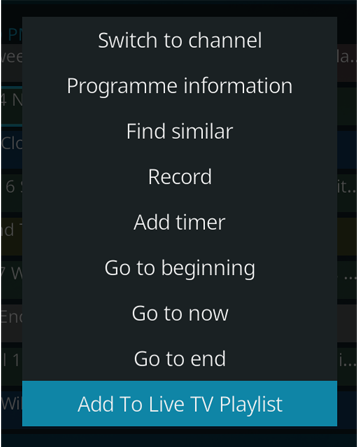 Switch to channel
Programme information
Find similar
Record
Add timer
Go to beginning
Go to now
Go to end
Add To Live TV Playlist